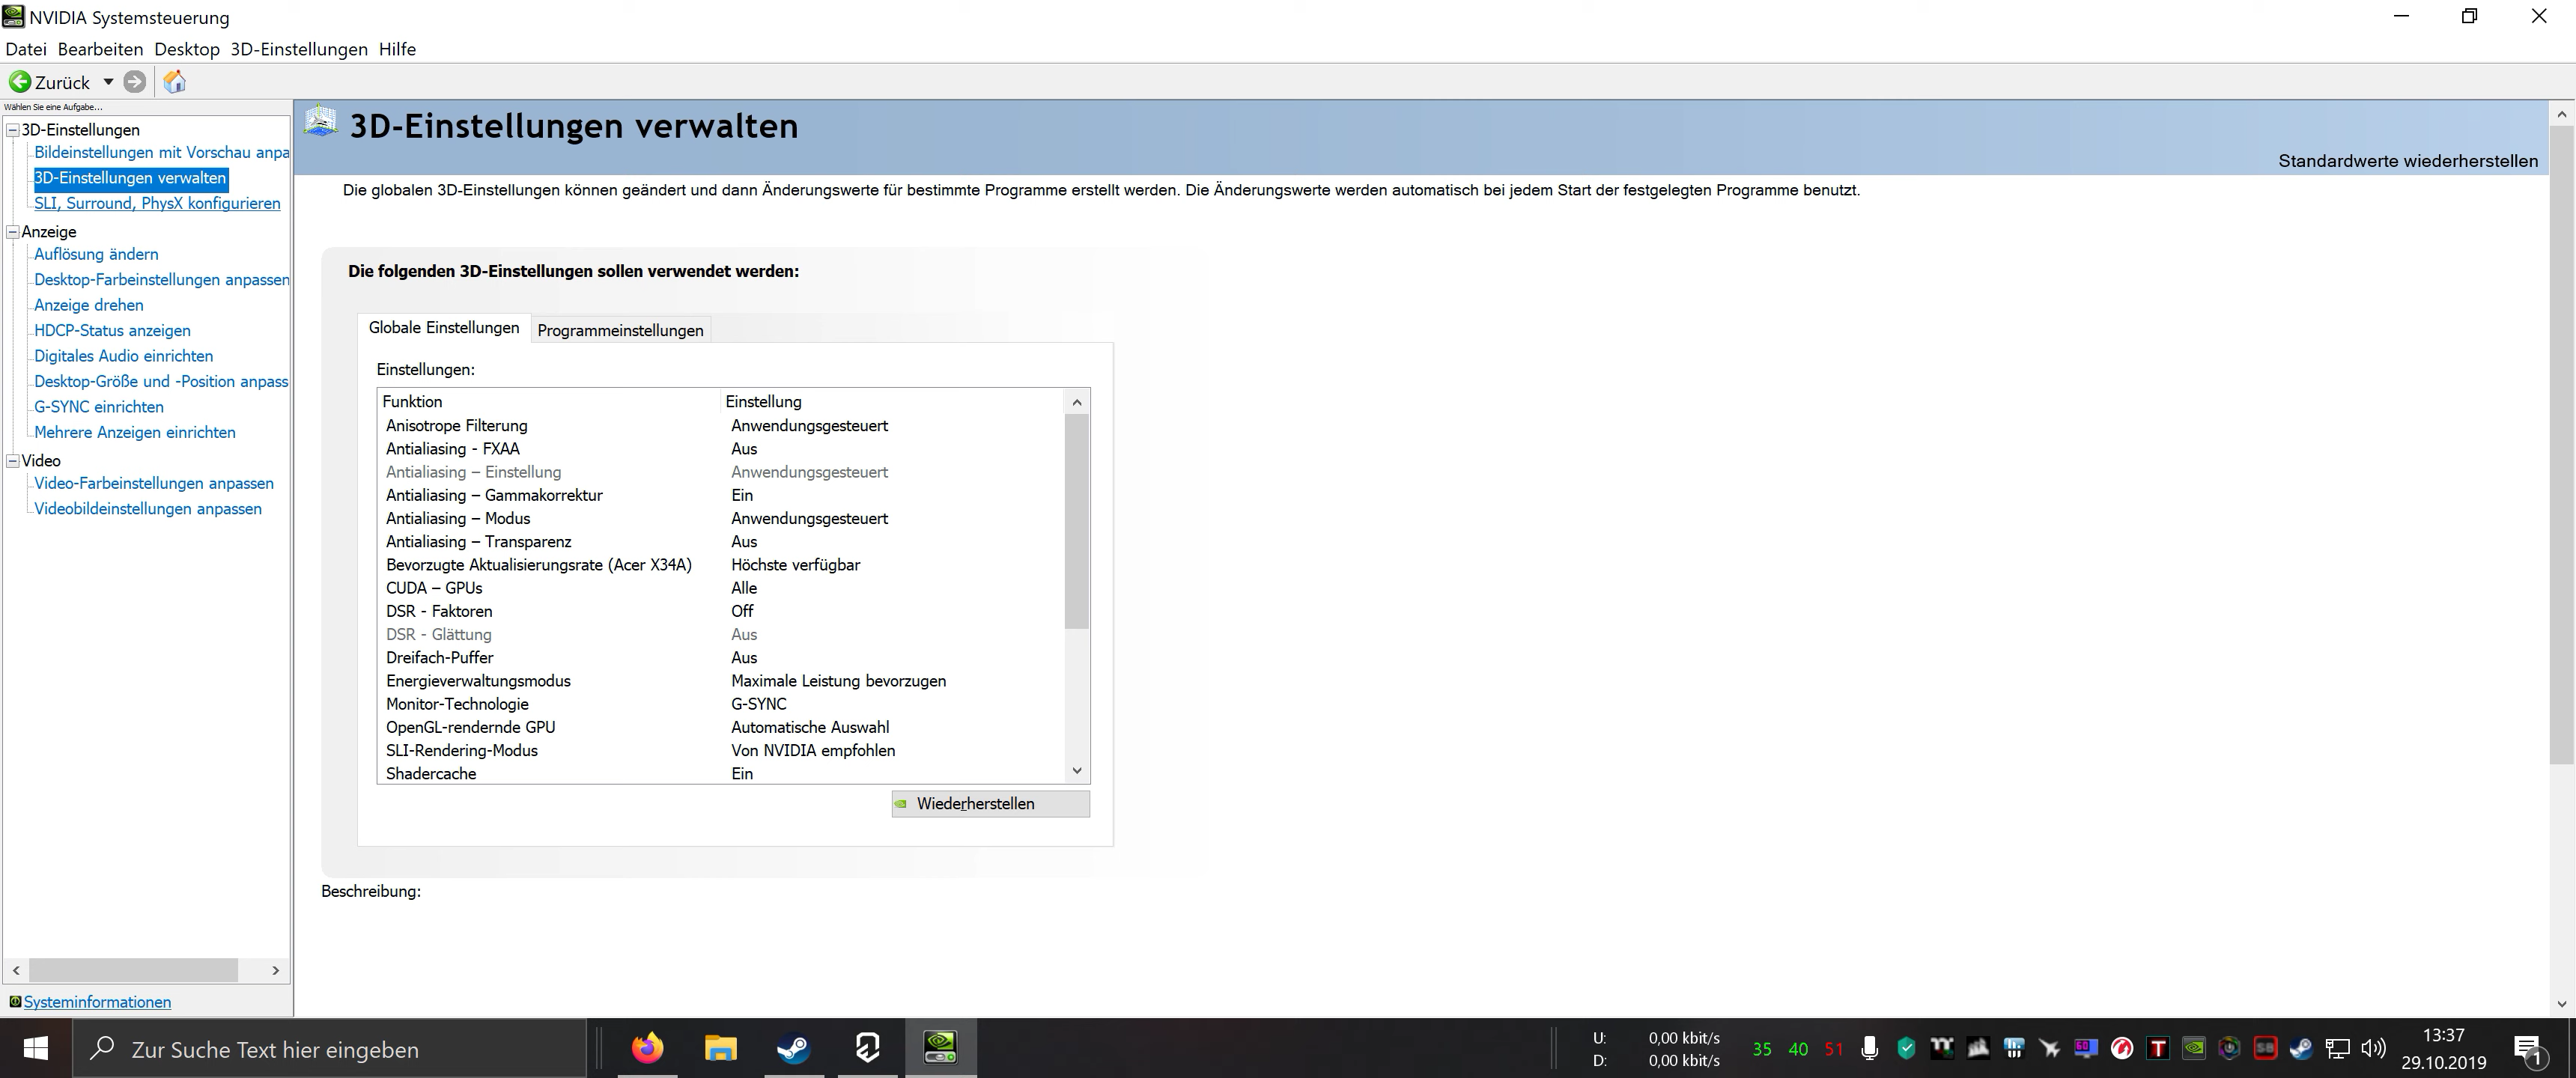 NVIDIA Systemsteuerung
Datei Bearbeiten Desktop 3D-Einstellungen Hilfe
Zurück
Wählen Sie eine Aufgabe...
3D-Einstellungen
Bildeinstellungen mit Vorschau anpa
3D-Einstellungen verwalten
SLI, Surround, PhysX konfigurieren
Anzeige
Auflösung ändern
Desktop-Farbeinstellungen anpassen
Anzeige drehen
HDCP-Status anzeigen
Digitales Audio einrichten
Desktop-Größe und -Position anpass
G-SYNC einrichten
Mehrere Anzeigen einrichten
Video
Video-Farbeinstellungen anpassen
Videobildeinstellungen anpassen
Systeminformationen
3D-Einstellungen verwalten
Standardwerte wiederherstellen
Die globalen 3D-Einstellungen können geändert und dann Änderungswerte für bestimmte Programme erstellt werden. Die Änderungswerte werden automatisch bei jedem Start der festgelegten Programme benutzt.
Die folgenden 3D-Einstellungen sollen verwendet werden:
Globale Einstellungen Programmeinstellungen
Einstellungen:
Funktion Einstellung
Anisotrope Filterung Anwendungsgesteuert
Antialiasing - FXAA Aus
Antialiasing – Einstellung Anwendungsgesteuert
Antialiasing – Gammakorrektur Ein
Antialiasing – Modus Anwendungsgesteuert
Antialiasing – Transparenz Aus
Bevorzugte Aktualisierungsrate (Acer X34A) Höchste verfügbar
CUDA – GPUs Alle
DSR - Faktoren Off
DSR - Glättung Aus
Dreifach-Puffer Aus
Energieverwaltungsmodus Maximale Leistung bevorzugen
Monitor-Technologie G-SYNC
OpenGL-rendernde GPU Automatische Auswahl
SLI-Rendering-Modus Von NVIDIA empfohlen
Shadercache Ein
Wiederherstellen
Beschreibung:
Zur Suche Text hier eingeben
U: 0,00 kbit/s
D: 0,00 kbit/s
35 40 51
60
T
SB
13:37
29.10.2019
1